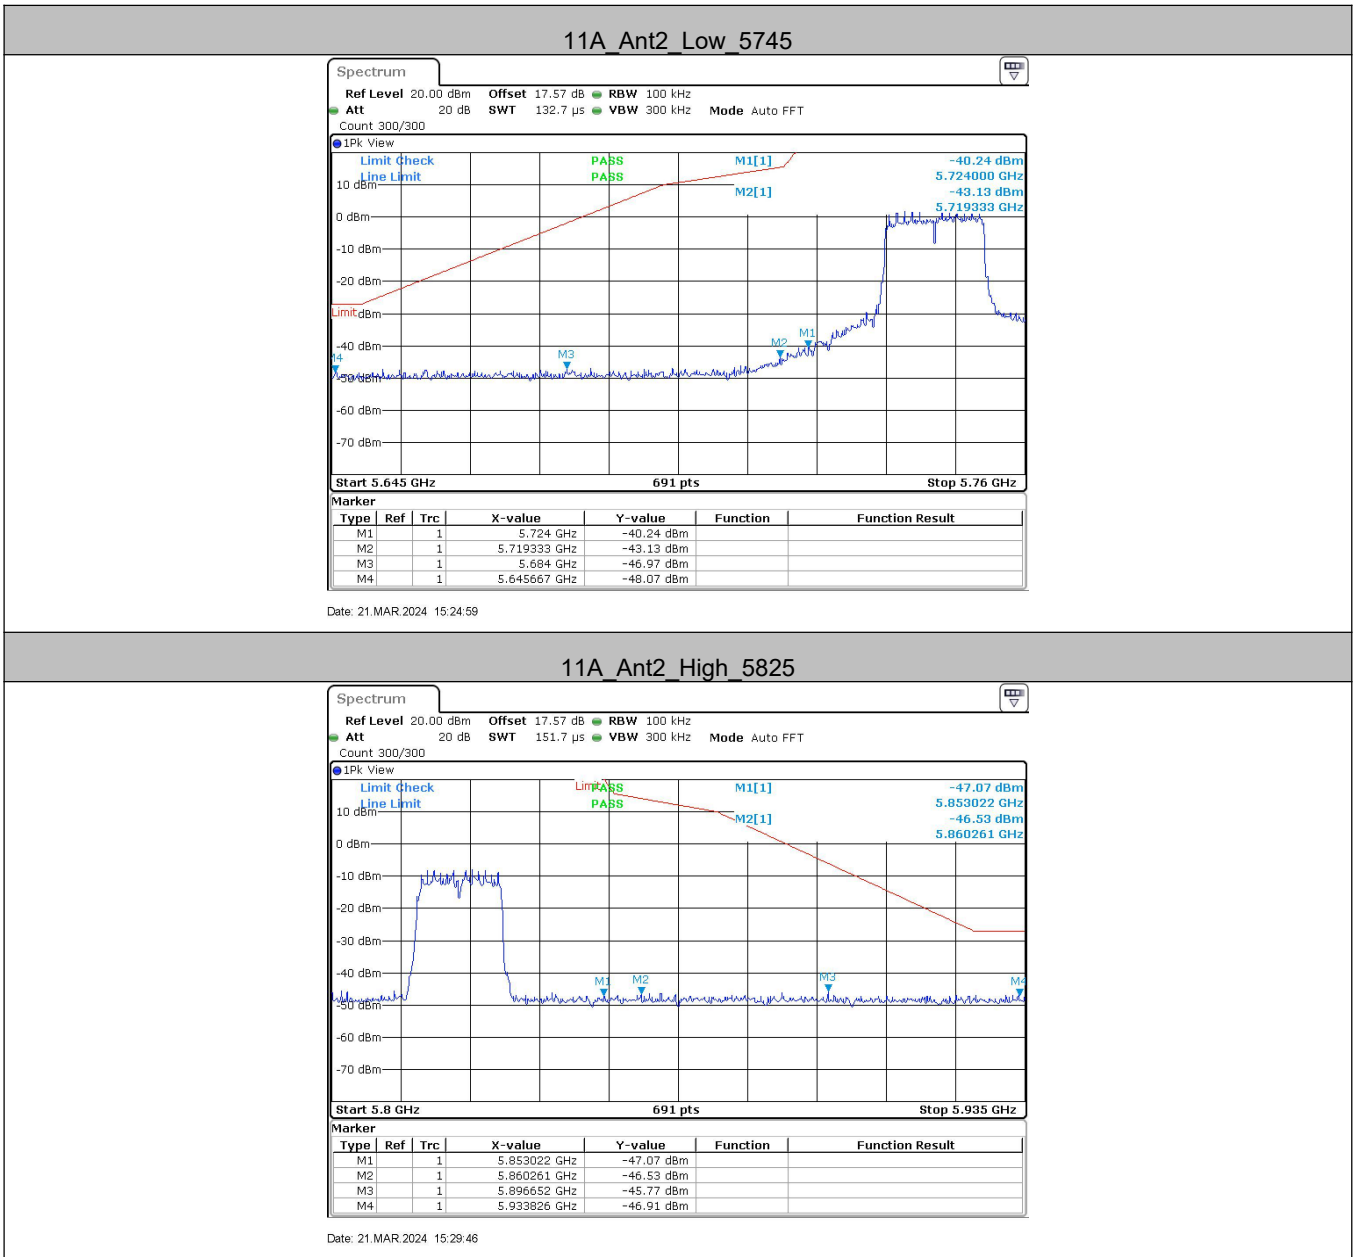 11A_Ant2_Low_5745
Spectrum
Ref Level 20.00 dBm Offset 17.57 dB RBW 100 kHz
Att 20 dB SWT 132.7 µs VBW 300 kHz Mode Auto FFT
Count 300/300
1Pk View
Limit Check PASS M1[1] -40.24 dBm
Line Limit PASS 5.724000 GHz
10 dBm M2[1] -43.13 dBm
5.719333 GHz
0 dBm
-10 dBm
-20 dBm
Limit dBm
M1
-40 dBm M2
M4 M3
-50 dBm
-60 dBm
-70 dBm
Start 5.645 GHz 691 pts Stop 5.76 GHz
Marker
Type Ref Trc X-value Y-value Function Function Result
M1 1 5.724 GHz -40.24 dBm
M2 1 5.719333 GHz -43.13 dBm
M3 1 5.684 GHz -46.97 dBm
M4 1 5.645667 GHz -48.07 dBm
Date: 21.MAR.2024 15:24:59
11A_Ant2_High_5825
Spectrum
Ref Level 20.00 dBm Offset 17.57 dB RBW 100 kHz
Att 20 dB SWT 151.7 µs VBW 300 kHz Mode Auto FFT
Count 300/300
1Pk View
Limit Check Limit PASS M1[1] -47.07 dBm
Line Limit PASS 5.853022 GHz
10 dBm M2[1] -46.53 dBm
5.860261 GHz
0 dBm
-10 dBm
-20 dBm
-30 dBm
-40 dBm
M1 M2 M3 M4
-50 dBm
-60 dBm
-70 dBm
Start 5.8 GHz 691 pts Stop 5.935 GHz
Marker
Type Ref Trc X-value Y-value Function Function Result
M1 1 5.853022 GHz -47.07 dBm
M2 1 5.860261 GHz -46.53 dBm
M3 1 5.896652 GHz -45.77 dBm
M4 1 5.933826 GHz -46.91 dBm
Date: 21.MAR.2024 15:29:46